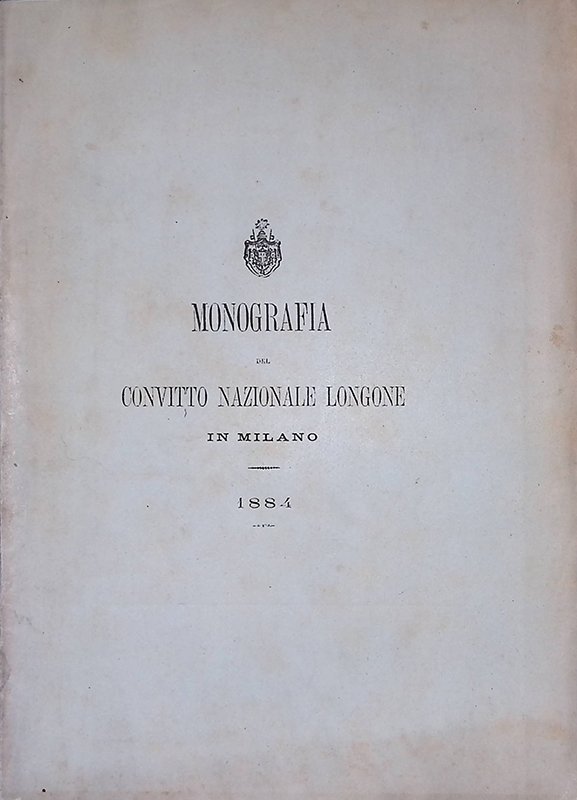 MONOGRAFIA
DEL
CONVITTO NAZIONALE LONGONE
IN MILANO
1884